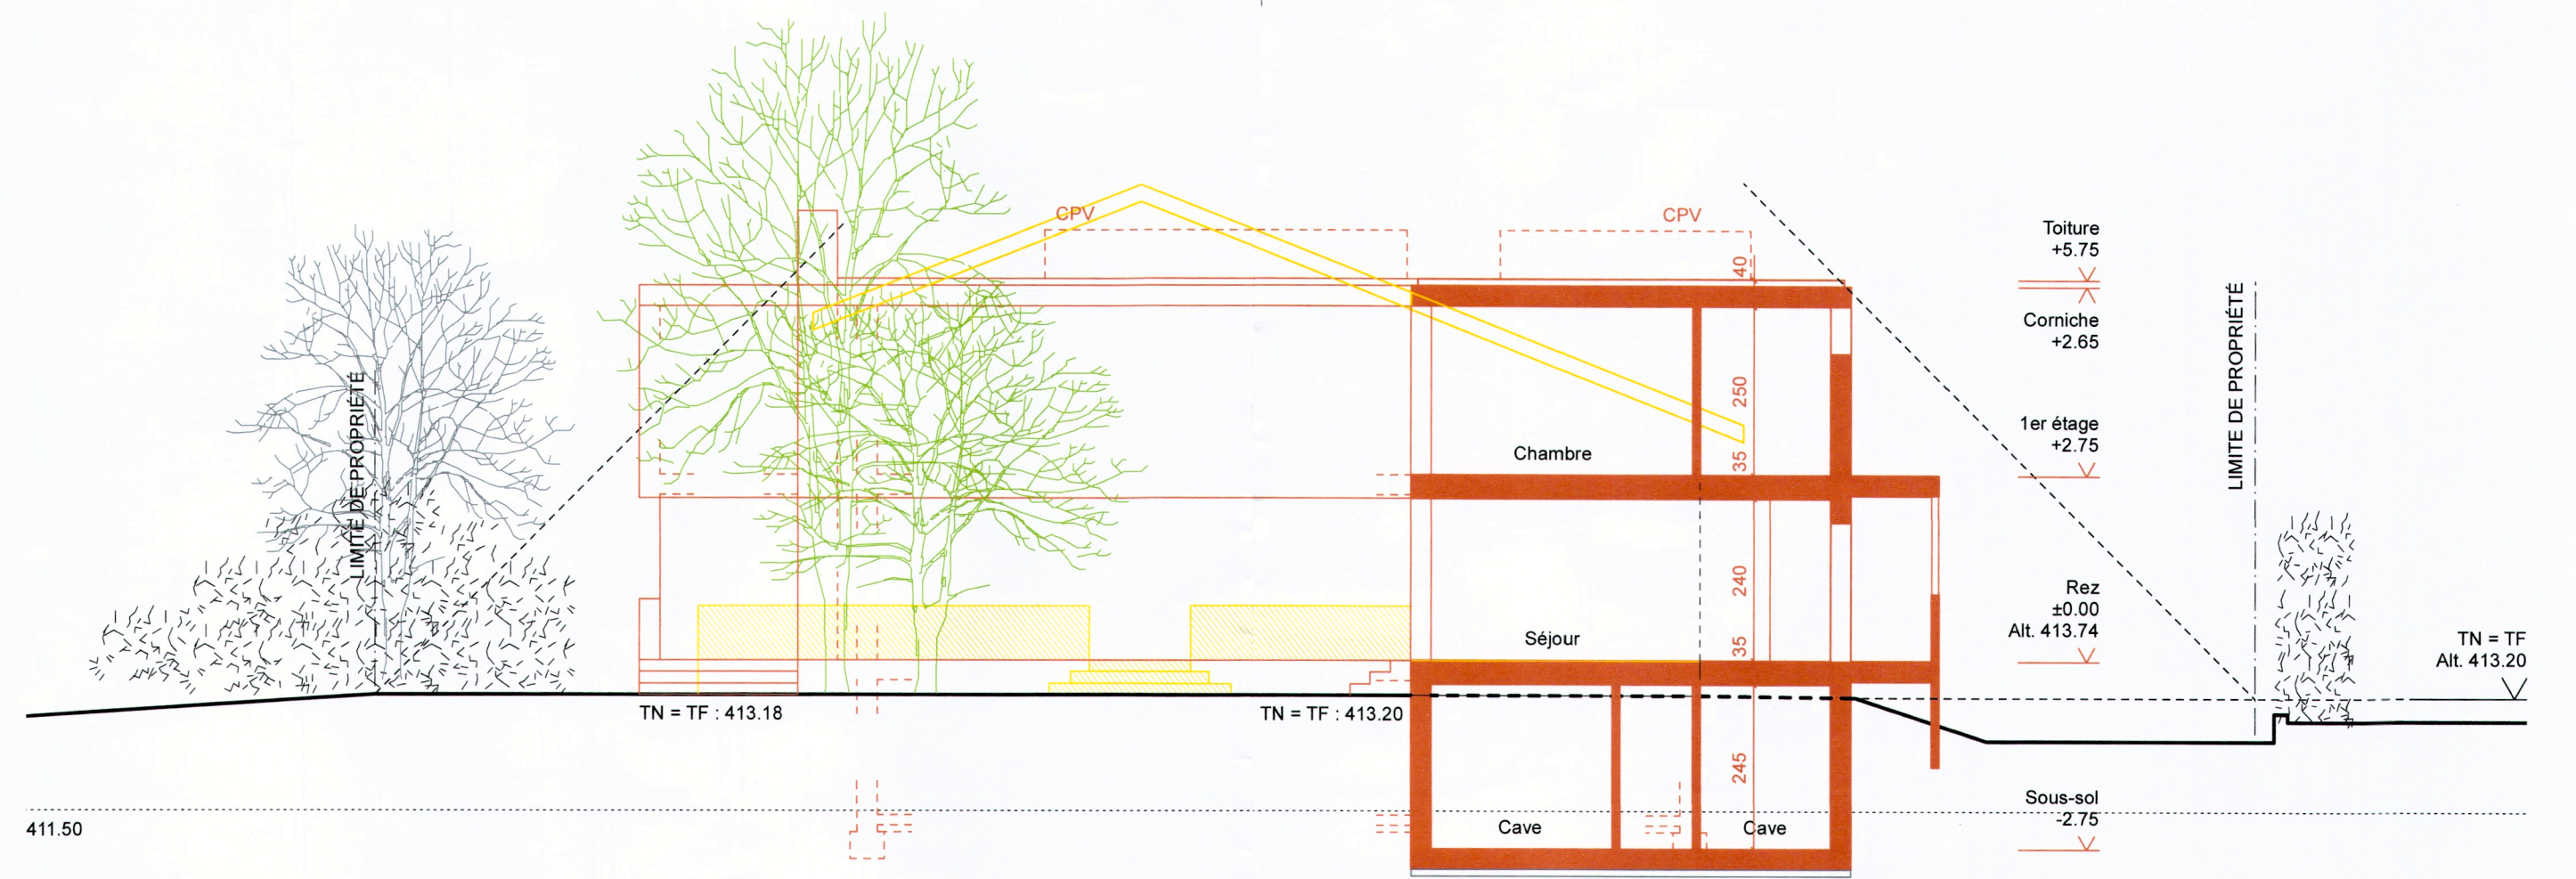 CPV
CPV
40
Toiture
+5.75
Corniche
+2.65
LIMITE DE PROPRIÉTÉ
LIMITE DE PROPRIÉTÉ
250
1er étage
+2.75
Chambre
35
240
Rez
±0.00
Alt. 413.74
Séjour
35
TN = TF
Alt. 413.20
TN = TF : 413.18
TN = TF : 413.20
245
Sous-sol
-2.75
411.50
Cave
Cave